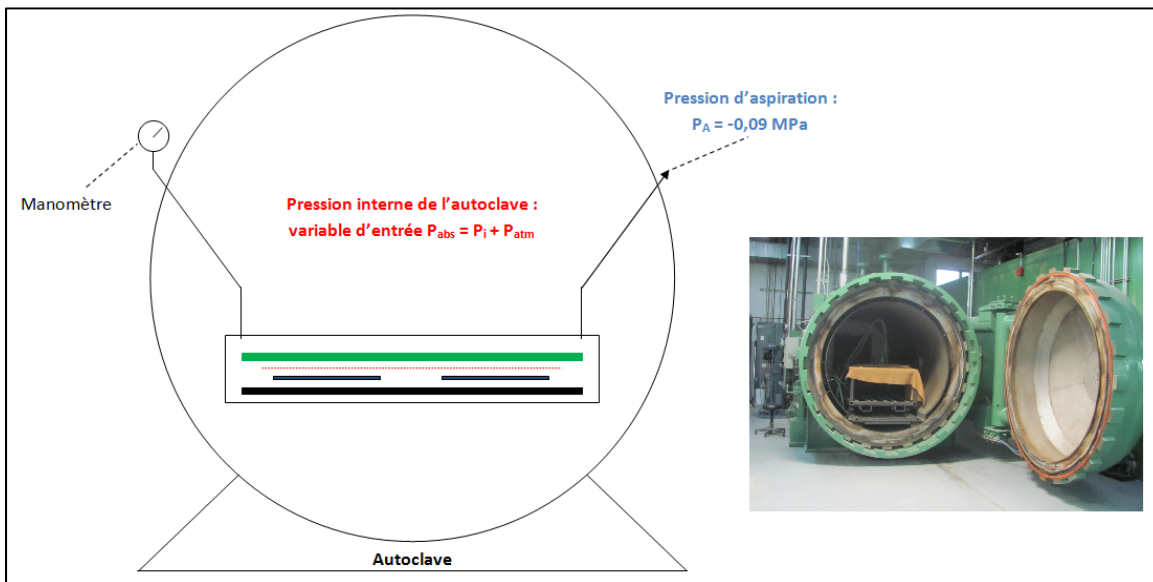 Pression d’aspiration :
P_A = -0,09 MPa
Manomètre
Pression interne de l’autoclave :
variable d’entrée P_abs = P_i + P_atm
Autoclave